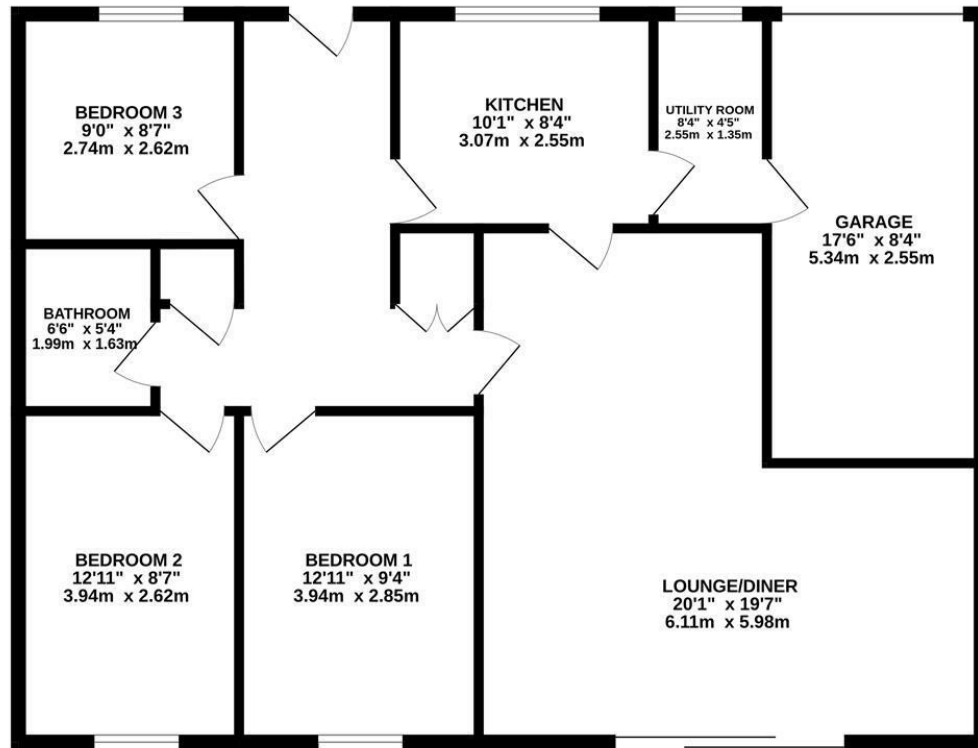 BEDROOM 3
9'0" x 8'7"
2.74m x 2.62m
KITCHEN
10'1" x 8'4"
3.07m x 2.55m
UTILITY ROOM
8'4" x 4'5"
2.55m x 1.35m
GARAGE
17'6" x 8'4"
5.34m x 2.55m
BATHROOM
6'6" x 5'4"
1.99m x 1.63m
BEDROOM 2
12'11" x 8'7"
3.94m x 2.62m
BEDROOM 1
12'11" x 9'4"
3.94m x 2.85m
LOUNGE/DINER
20'1" x 19'7"
6.11m x 5.98m